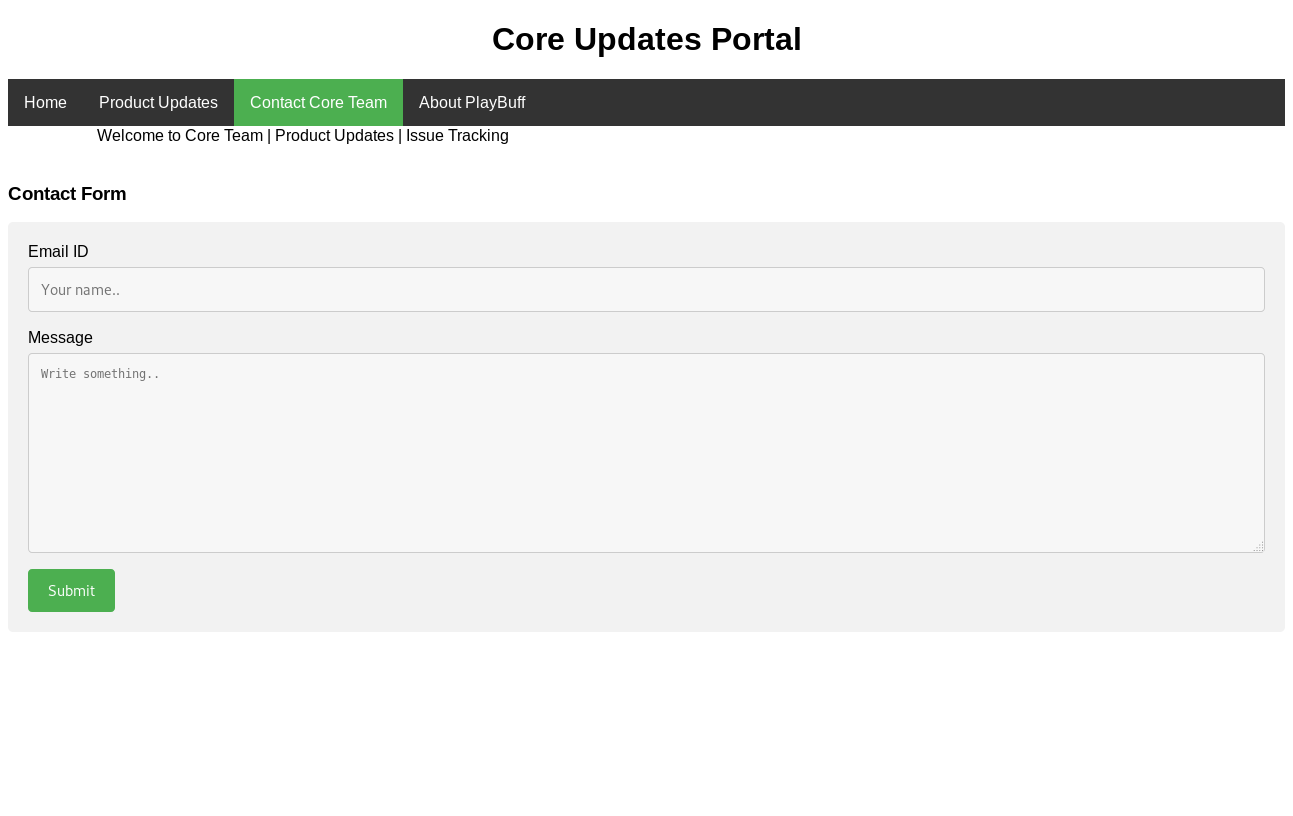 Core Updates Portal
Home Product Updates Contact Core Team About PlayBuff
Welcome to Core Team | Product Updates | Issue Tracking
Contact Form
Email ID
Your name..
Message
Write something..
Submit